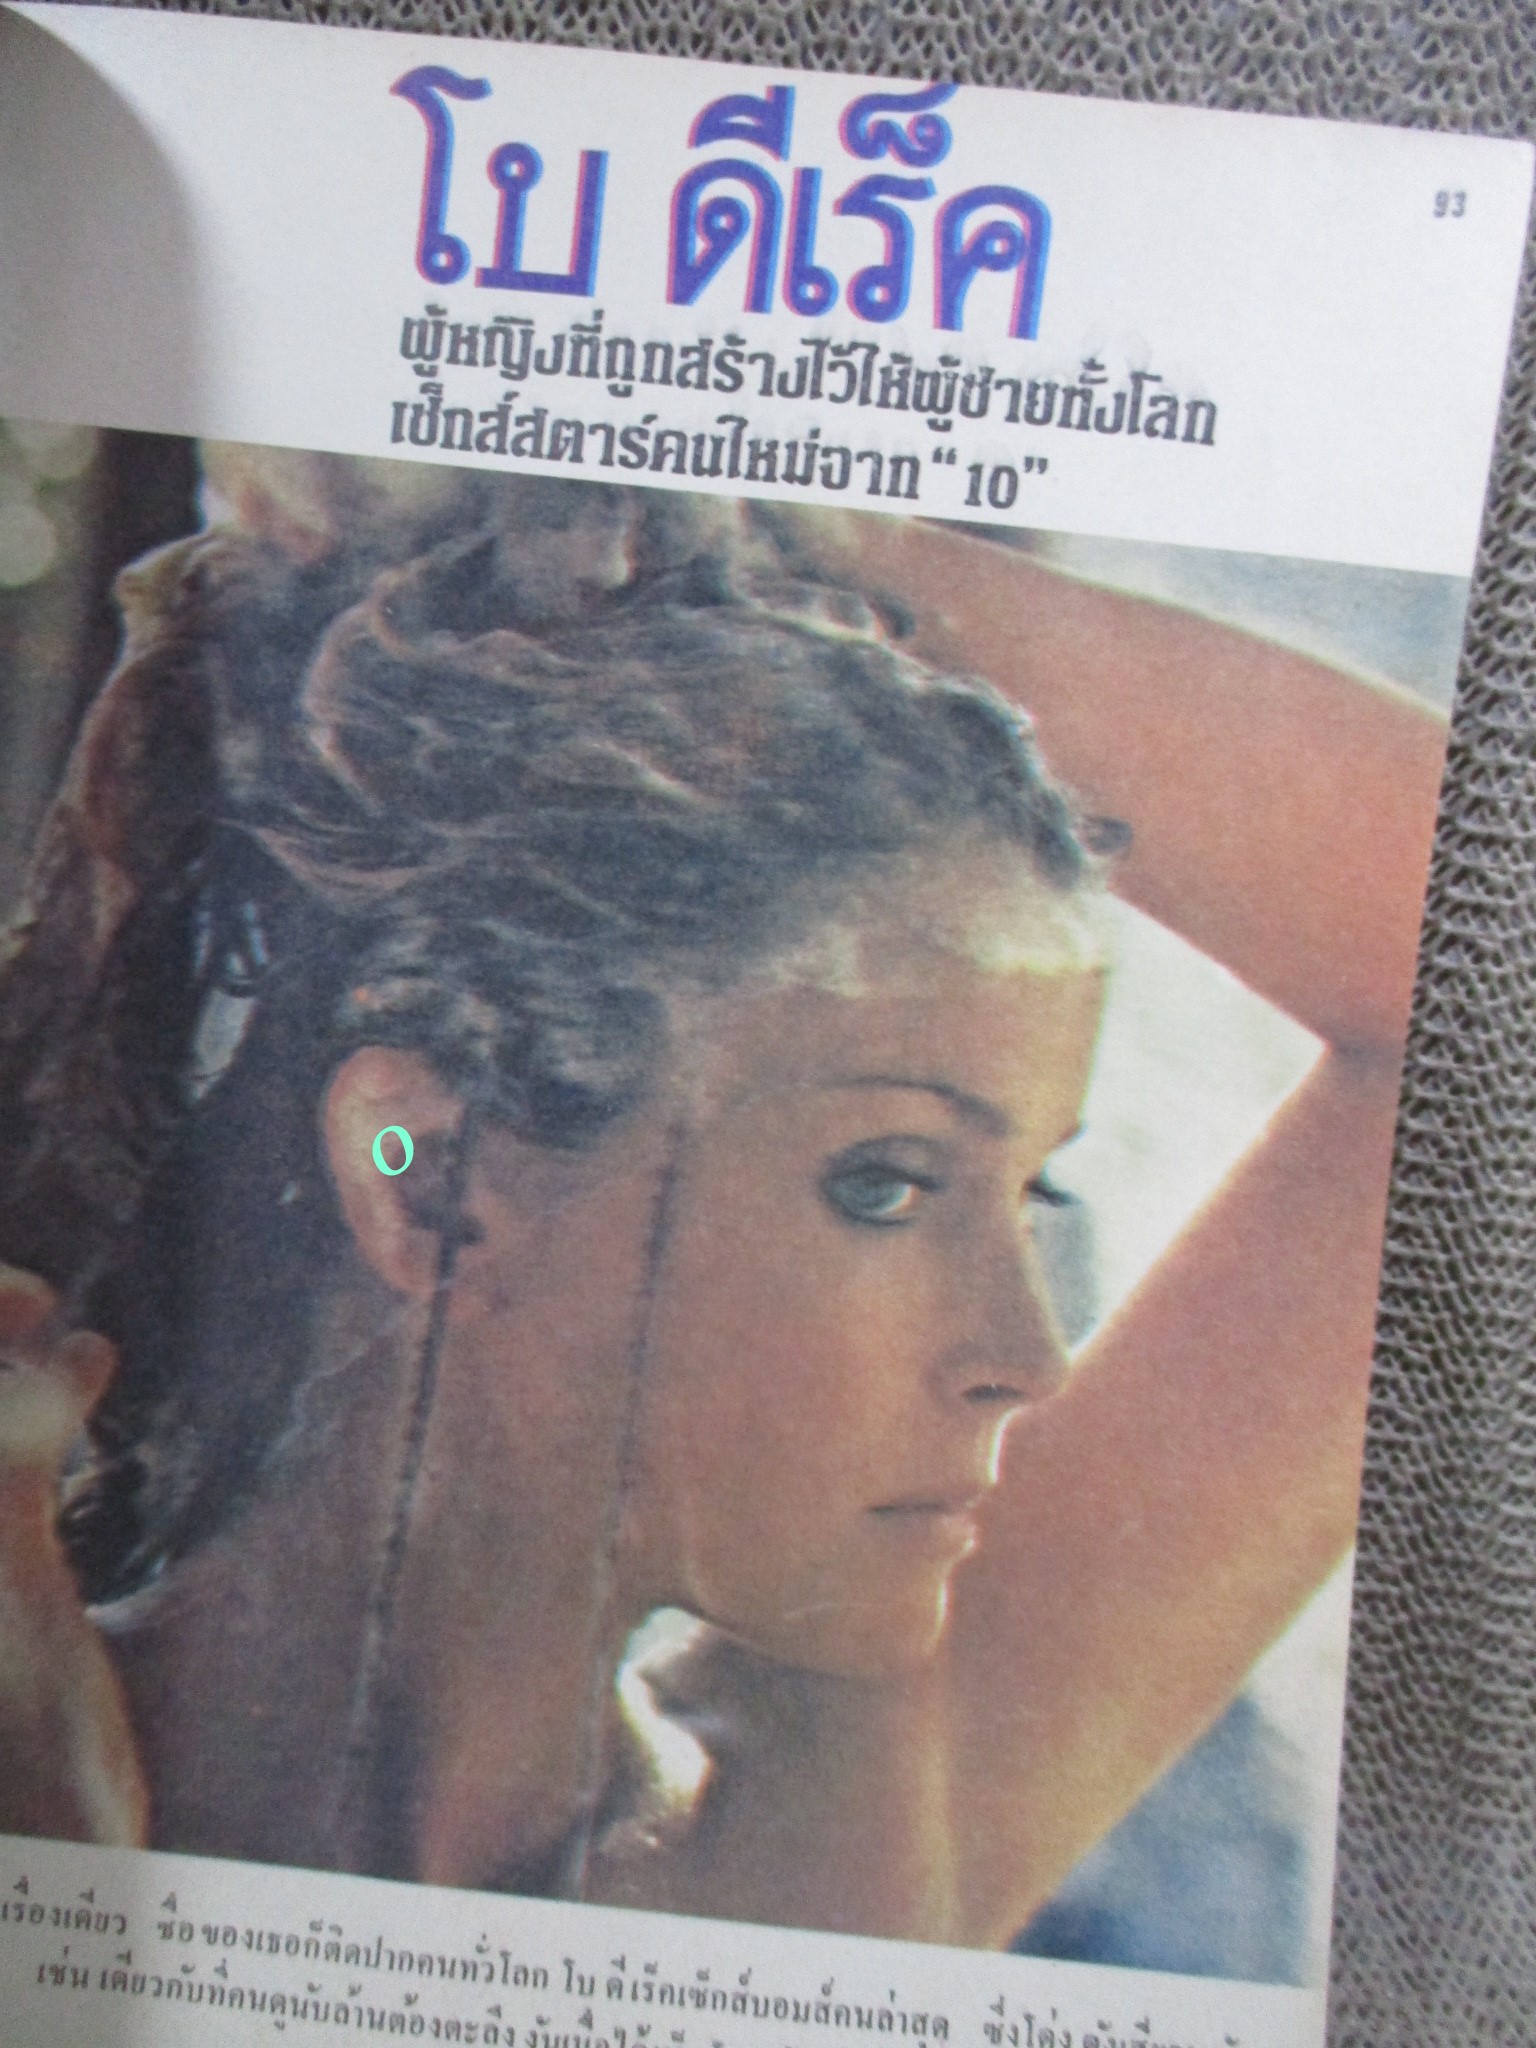 93
โบ ดีเร็ค
ผู้หญิงที่ถูกสร้างไว้ให้ผู้ชายทั้งโลก
เซ็กส์สตาร์คนใหม่จาก “10”
O
เรื่องเดียว ชื่อของเธอก็ติดปากคนทั่วโลก โบ ดีเร็คเซ็กส์บอมส์คนล่าสุด ซึ่งโด่งดัง
เช่นเดียวกับที่คนดูนับล้านต้องตะลึง